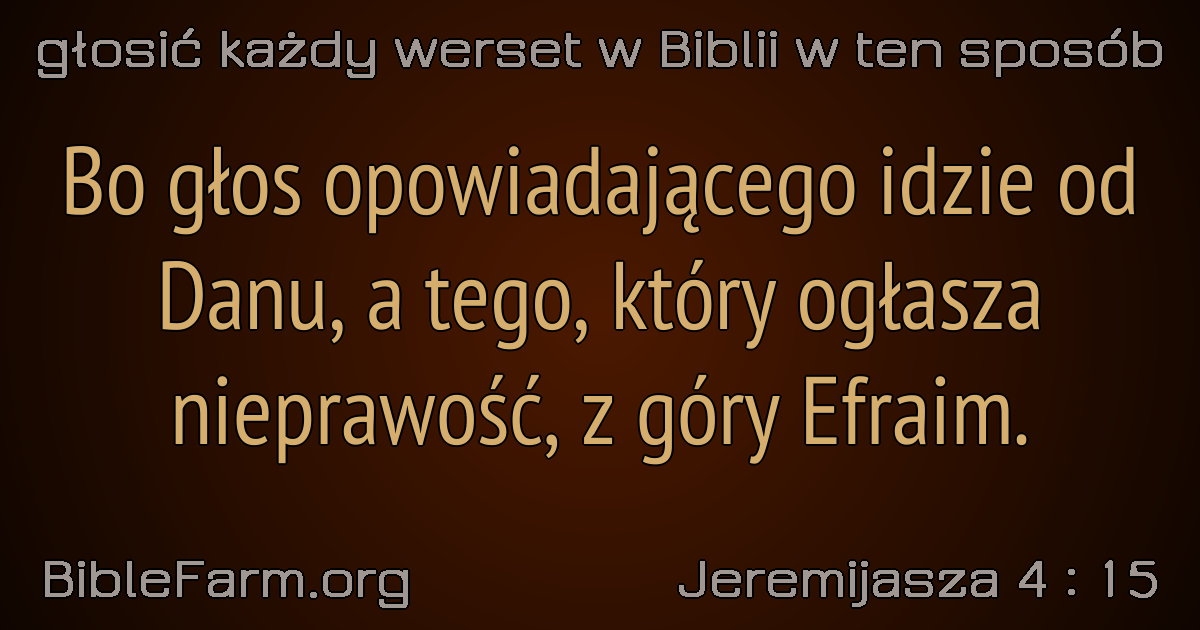 głosić każdy werset w Biblii w ten sposób
Bo głos opowiadającego idzie od
Danu, a tego, który ogłasza
nieprawość, z góry Efraim.
BibleFarm.org
Jeremijasza 4 : 15